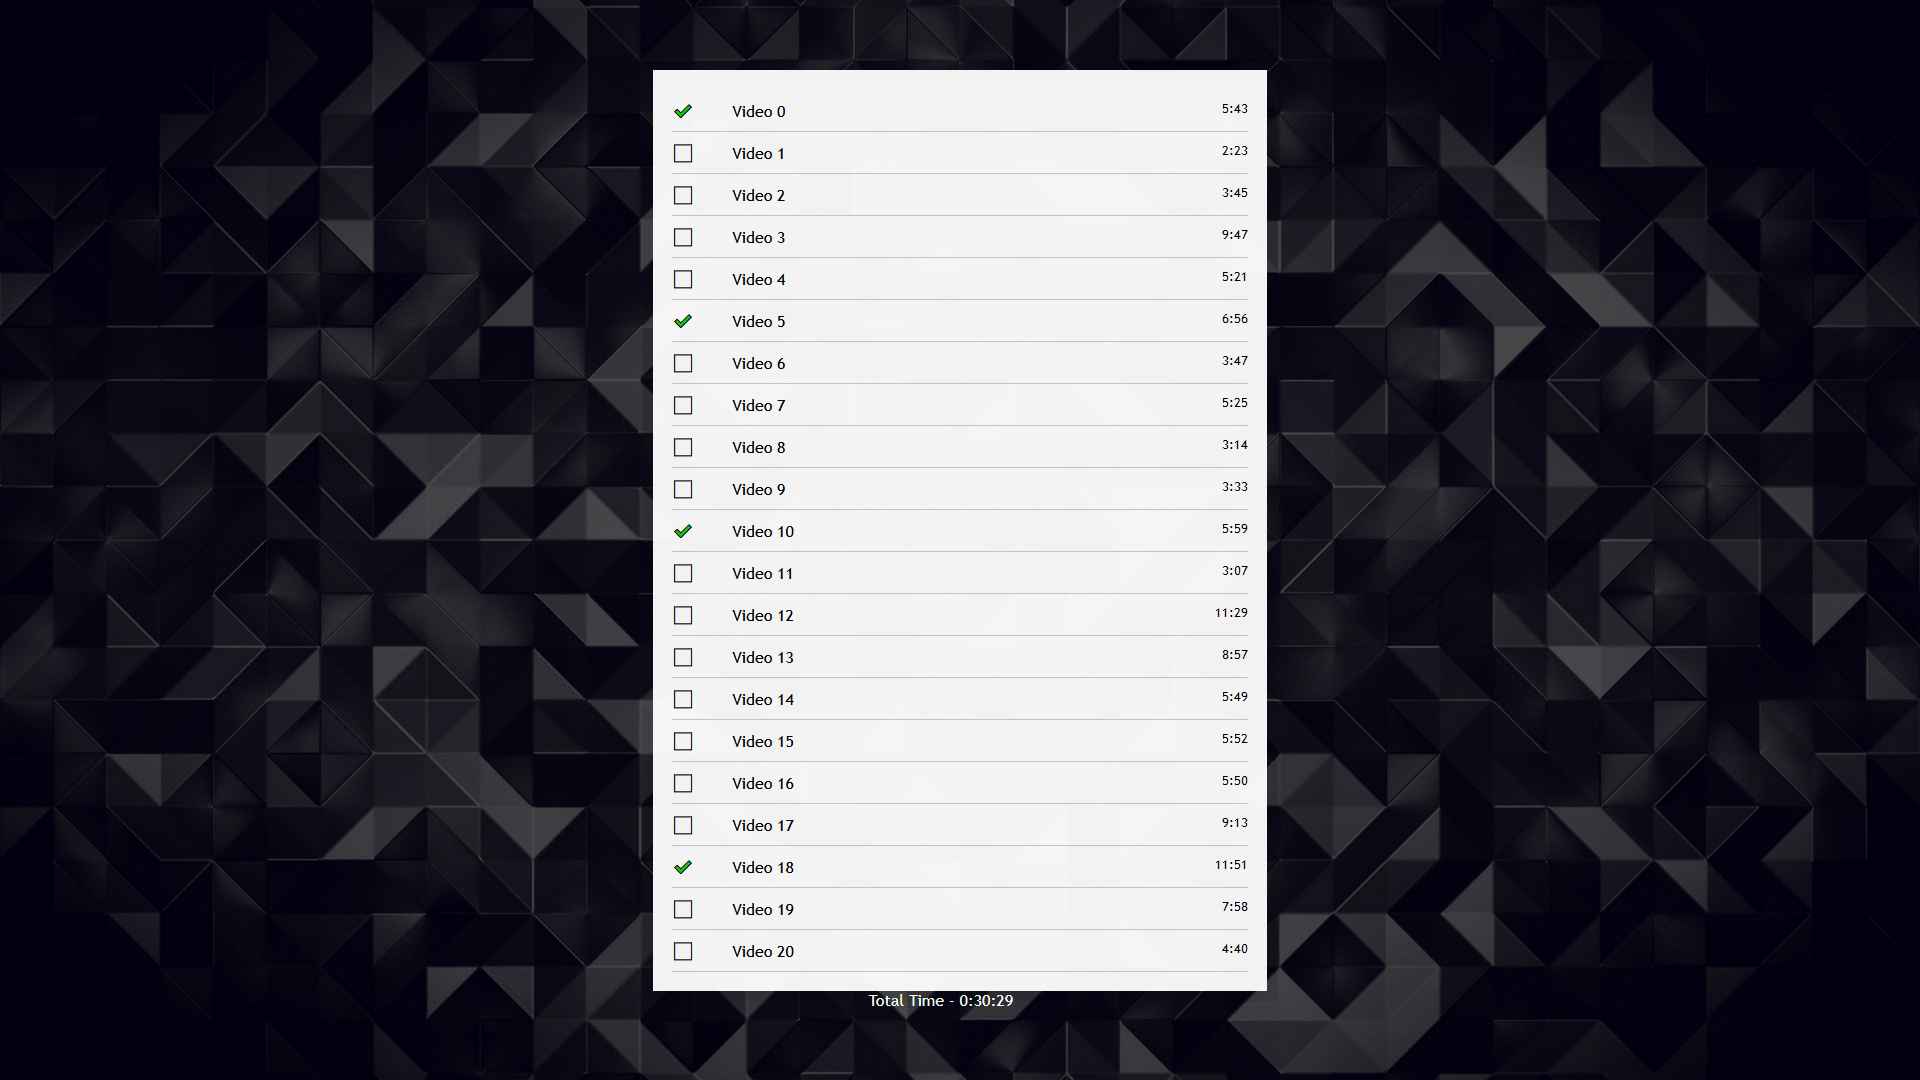 Video 0 5:43
Video 1 2:23
Video 2 3:45
Video 3 9:47
Video 4 5:21
Video 5 6:56
Video 6 3:47
Video 7 5:25
Video 8 3:14
Video 9 3:33
Video 10 5:59
Video 11 3:07
Video 12 11:29
Video 13 8:57
Video 14 5:49
Video 15 5:52
Video 16 5:50
Video 17 9:13
Video 18 11:51
Video 19 7:58
Video 20 4:40
Total Time - 0:30:29